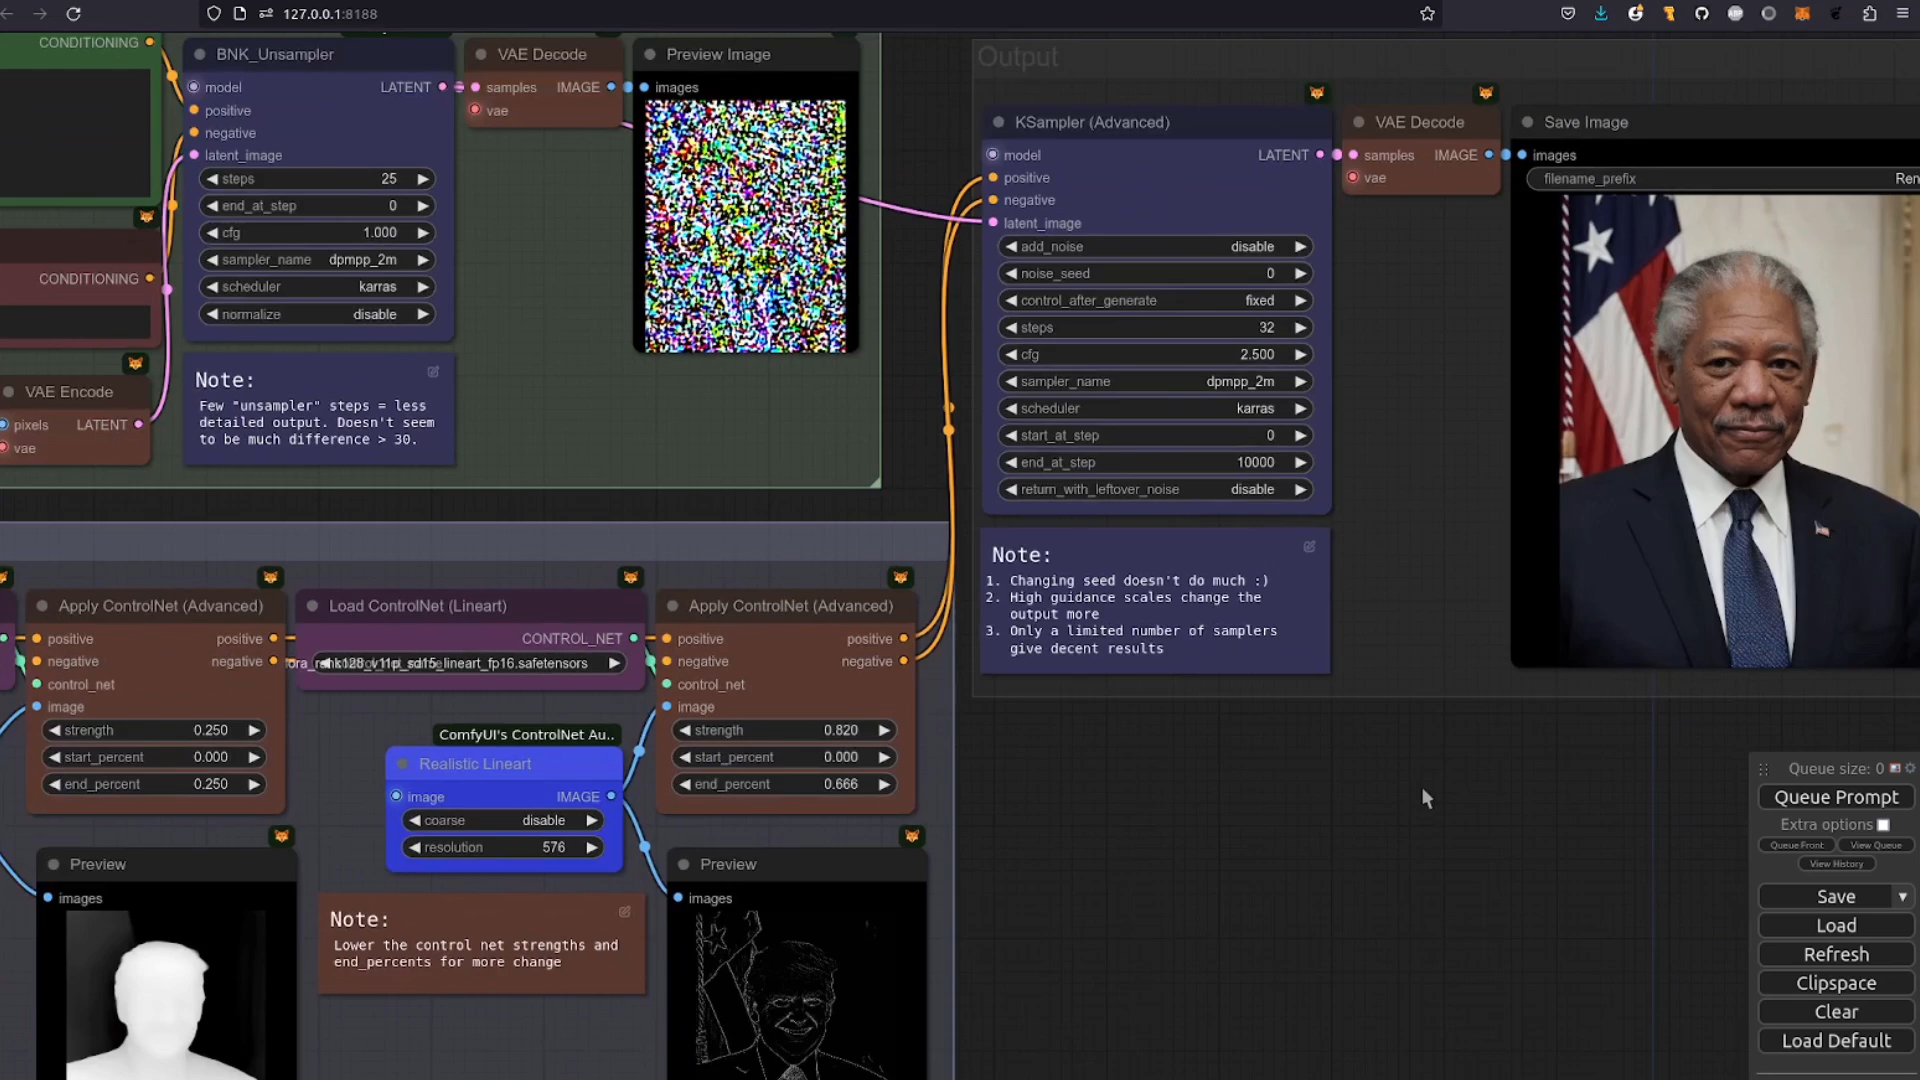 127.0.0.1:8188
CONDITIONING
BNK_Unsampler
model
LATENT
positive
negative
latent_image
steps 25
end_at_step 0
cfg 1.000
sampler_name dpmpp_2m
scheduler karras
normalize disable
Note:
Few "unsampler" steps = less
detailed output. Doesn't seem
to be much difference > 30.
VAE Decode
samples IMAGE
vae
Preview Image
images
CONDITIONING
VAE Encode
pixels LATENT
vae
Output
KSampler (Advanced)
model LATENT
positive
negative
latent_image
add_noise disable
noise_seed 0
control_after_generate fixed
steps 32
cfg 2.500
sampler_name dpmpp_2m
scheduler karras
start_at_step 0
end_at_step 10000
return_with_leftover_noise disable
Note:
1. Changing seed doesn't do much :)
2. High guidance scales change the
output more
3. Only a limited number of samplers
give decent results
VAE Decode
samples IMAGE
vae
Save Image
images
filename_prefix Ren
Apply ControlNet (Advanced)
positive positive
negative negative
control_net
image
strength 0.250
start_percent 0.000
end_percent 0.250
Load ControlNet (Lineart)
CONTROL_NET
sd15_lineart_fp16.safetensors
Apply ControlNet (Advanced)
positive positive
negative negative
control_net
image
strength 0.820
start_percent 0.000
end_percent 0.666
ComfyUI's ControlNet Au..
Realistic Lineart
image IMAGE
coarse disable
resolution 576
Note:
Lower the control net strengths and
end_percents for more change
Preview
images
Preview
images
Queue size: 0
Queue Prompt
Extra options
Queue Front View Queue
View History
Save
Load
Refresh
Clipspace
Clear
Load Default